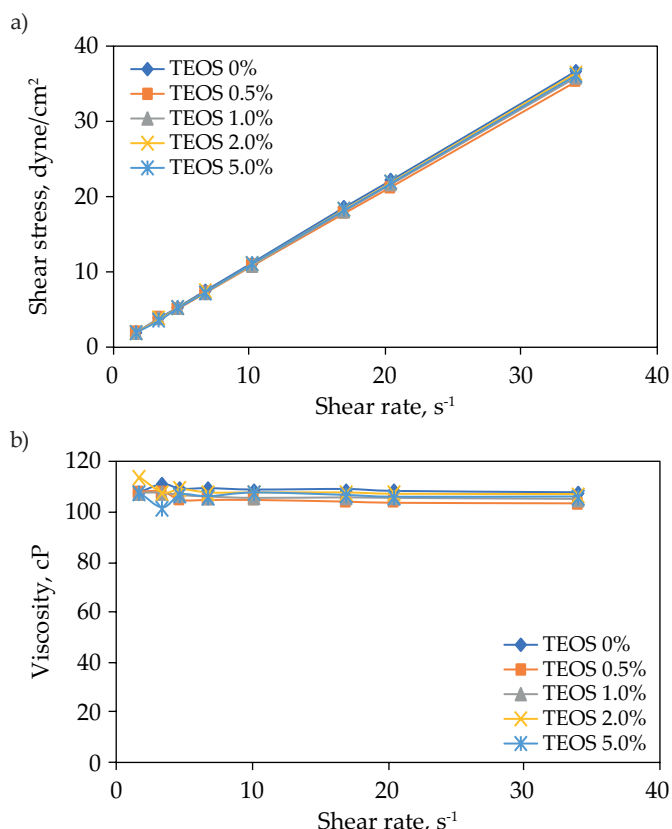 a)
40
TEOS 0%
TEOS 0.5%
30
TEOS 1.0%
TEOS 2.0%
TEOS 5.0%
20
10
0
Shear stress, dyne/cm²
0 10 20 30 40
Shear rate, s⁻¹
b)
120
100
80
60
40
20
0
Viscosity, cP
TEOS 0%
TEOS 0.5%
TEOS 1.0%
TEOS 2.0%
TEOS 5.0%
0 10 20 30 40
Shear rate, s⁻¹